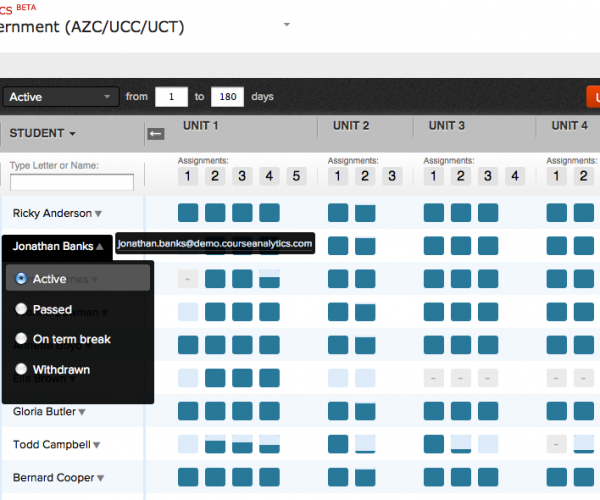 CS BETA
ernment (AZC/UCC/UCT)
Active from 1 to 180 days
STUDENT UNIT 1 UNIT 2 UNIT 3 UNIT 4
Type Letter or Name: Assignments: Assignments: Assignments: Assignments:
1 2 3 4 5 1 2 3 1 2 3 4 1 2
Ricky Anderson
Jonathan Banks jonathan.banks@demo.courseanalytics.com
Active
Passed
On term break
Withdrawn
Gloria Butler
Todd Campbell
Bernard Cooper